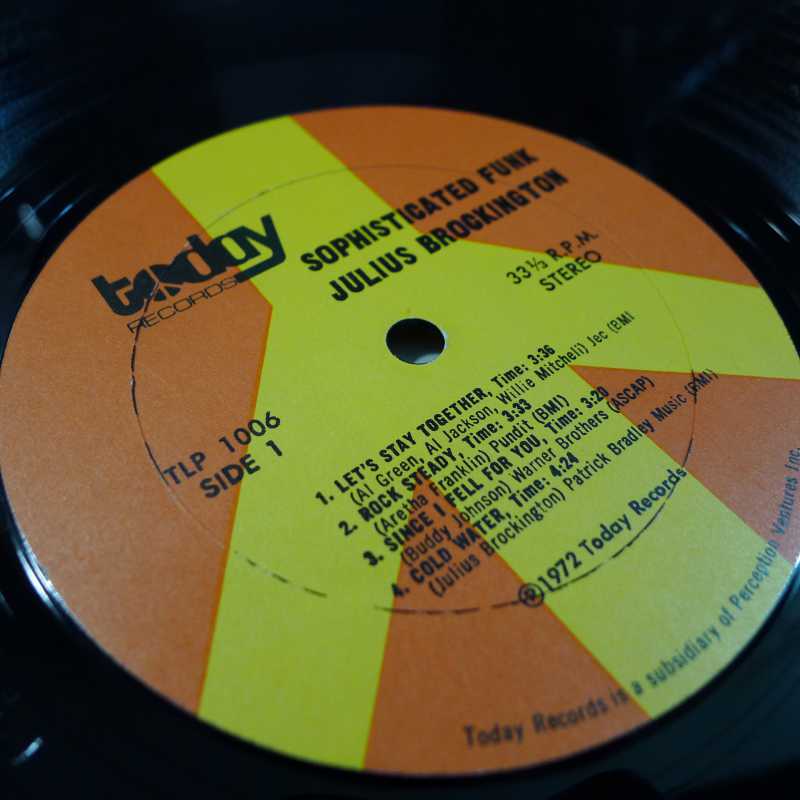 today
RECORDS
SOPHISTICATED FUNK
JULIUS BROCKINGTON
33⅓ R.P.M.
STEREO
TLP 1006
SIDE 1
1. LET'S STAY TOGETHER, Time: 3:36
(Al Green, Al Jackson, Willie Mitchell) Jec (BMI
2. ROCK STEADY, Time: 3:33
(Aretha Franklin) Pundit (BMI)
3. SINCE I FELL FOR YOU, Time: 3:20
(Buddy Johnson) Warner Brothers (ASCAP)
4. COLD WATER, Time: 4:24
(Julius Brockington) Patrick Bradley Music (BMI)
℗1972 Today Records
Today Records is a subsidiary of Perception Ventures Inc.